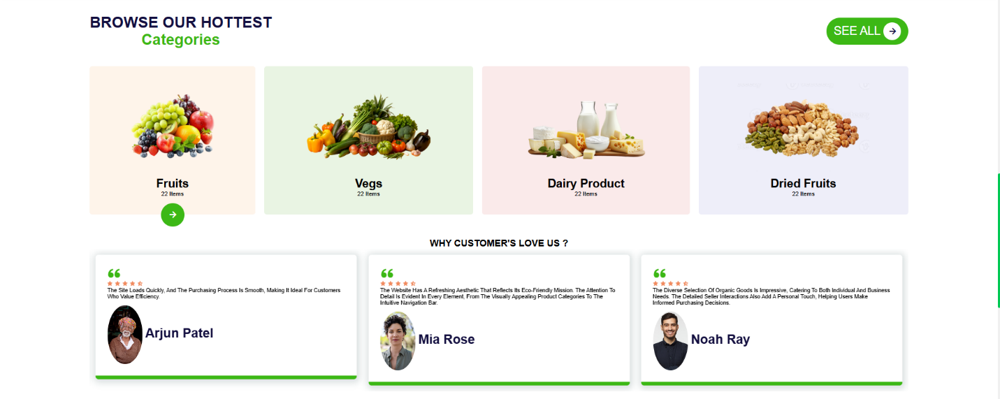 BROWSE OUR HOTTEST
Categories
SEE ALL
Fruits
22 Items
Vegs
22 Items
Dairy Product
22 Items
Dried Fruits
22 Items
WHY CUSTOMER'S LOVE US ?
The Site Loads Quickly, And The Purchasing Process Is Smooth, Making It Ideal For Customers
Who Value Efficiency.
Arjun Patel
The Website Has A Refreshing Aesthetic That Reflects Its Eco-Friendly Mission. The Attention To
Detail Is Evident In Every Element, From The Visually Appealing Product Categories To The
Intuitive Navigation Bar.
Mia Rose
The Diverse Selection Of Organic Goods Is Impressive, Catering To Both Individual And Business
Needs. The Detailed Seller Interactions Also Add A Personal Touch, Helping Users Make
Informed Purchasing Decisions.
Noah Ray